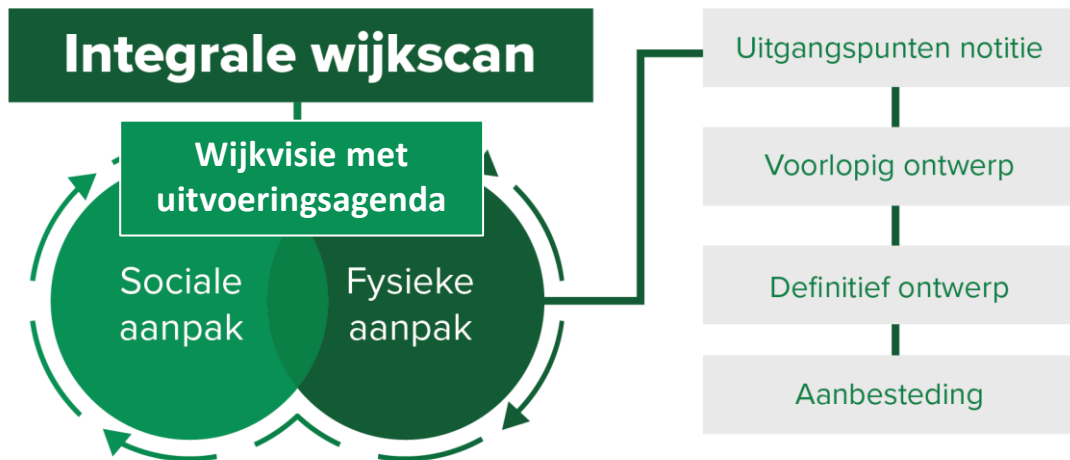 Integrale wijkscan
Wijkvisie met
uitvoeringsagenda
Sociale
aanpak
Fysieke
aanpak
Uitgangspunten notitie
Voorlopig ontwerp
Definitief ontwerp
Aanbesteding